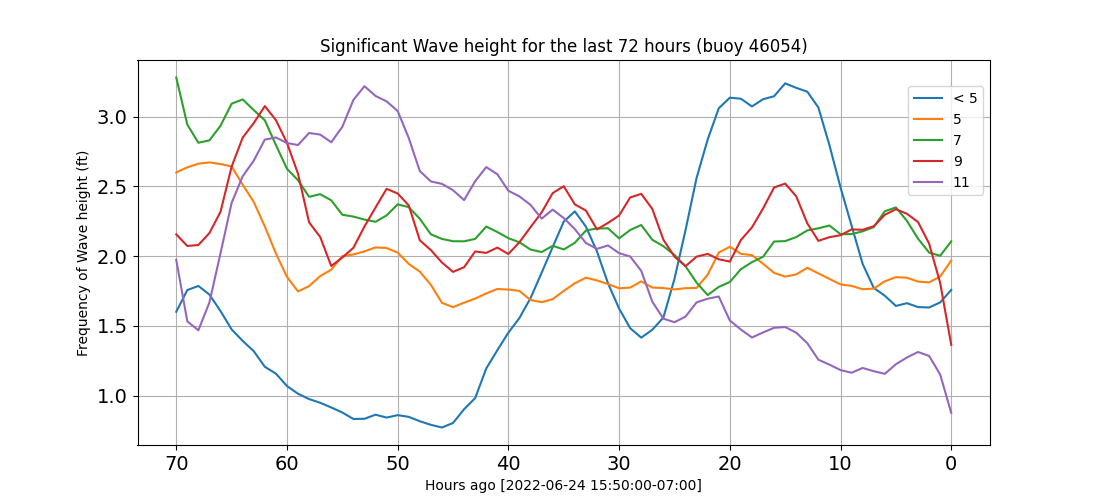 Significant Wave height for the last 72 hours (buoy 46054)
Frequency of Wave height (ft)
3.0
2.5
2.0
1.5
1.0
< 5
5
7
9
11
70 60 50 40 30 20 10 0
Hours ago [2022-06-24 15:50:00-07:00]